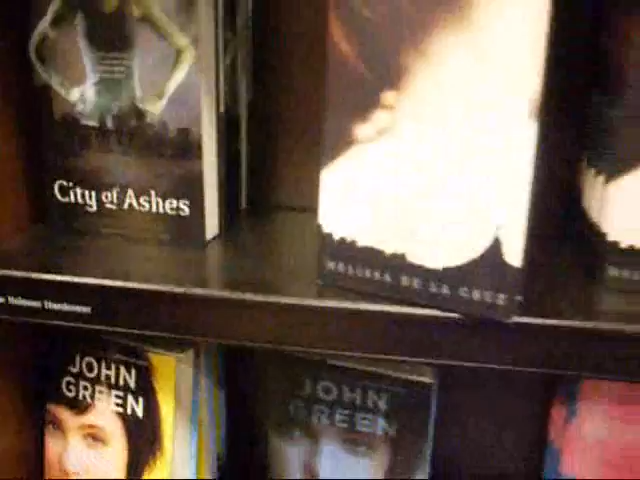 City of Ashes
MELISSA DE LA CRUZ
JOHN
GREEN
JOHN
GREEN